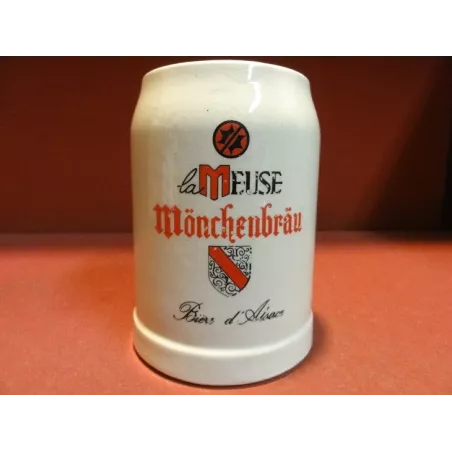 la MEUSE
Mönchenbräu
Bière d'Alsace